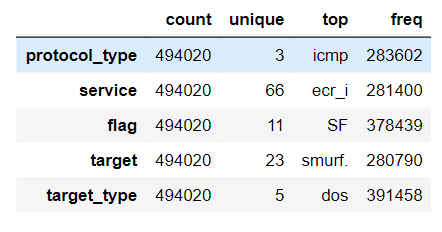 count unique top freq
protocol_type 494020 3 icmp 283602
service 494020 66 ecr_i 281400
flag 494020 11 SF 378439
target 494020 23 smurf. 280790
target_type 494020 5 dos 391458